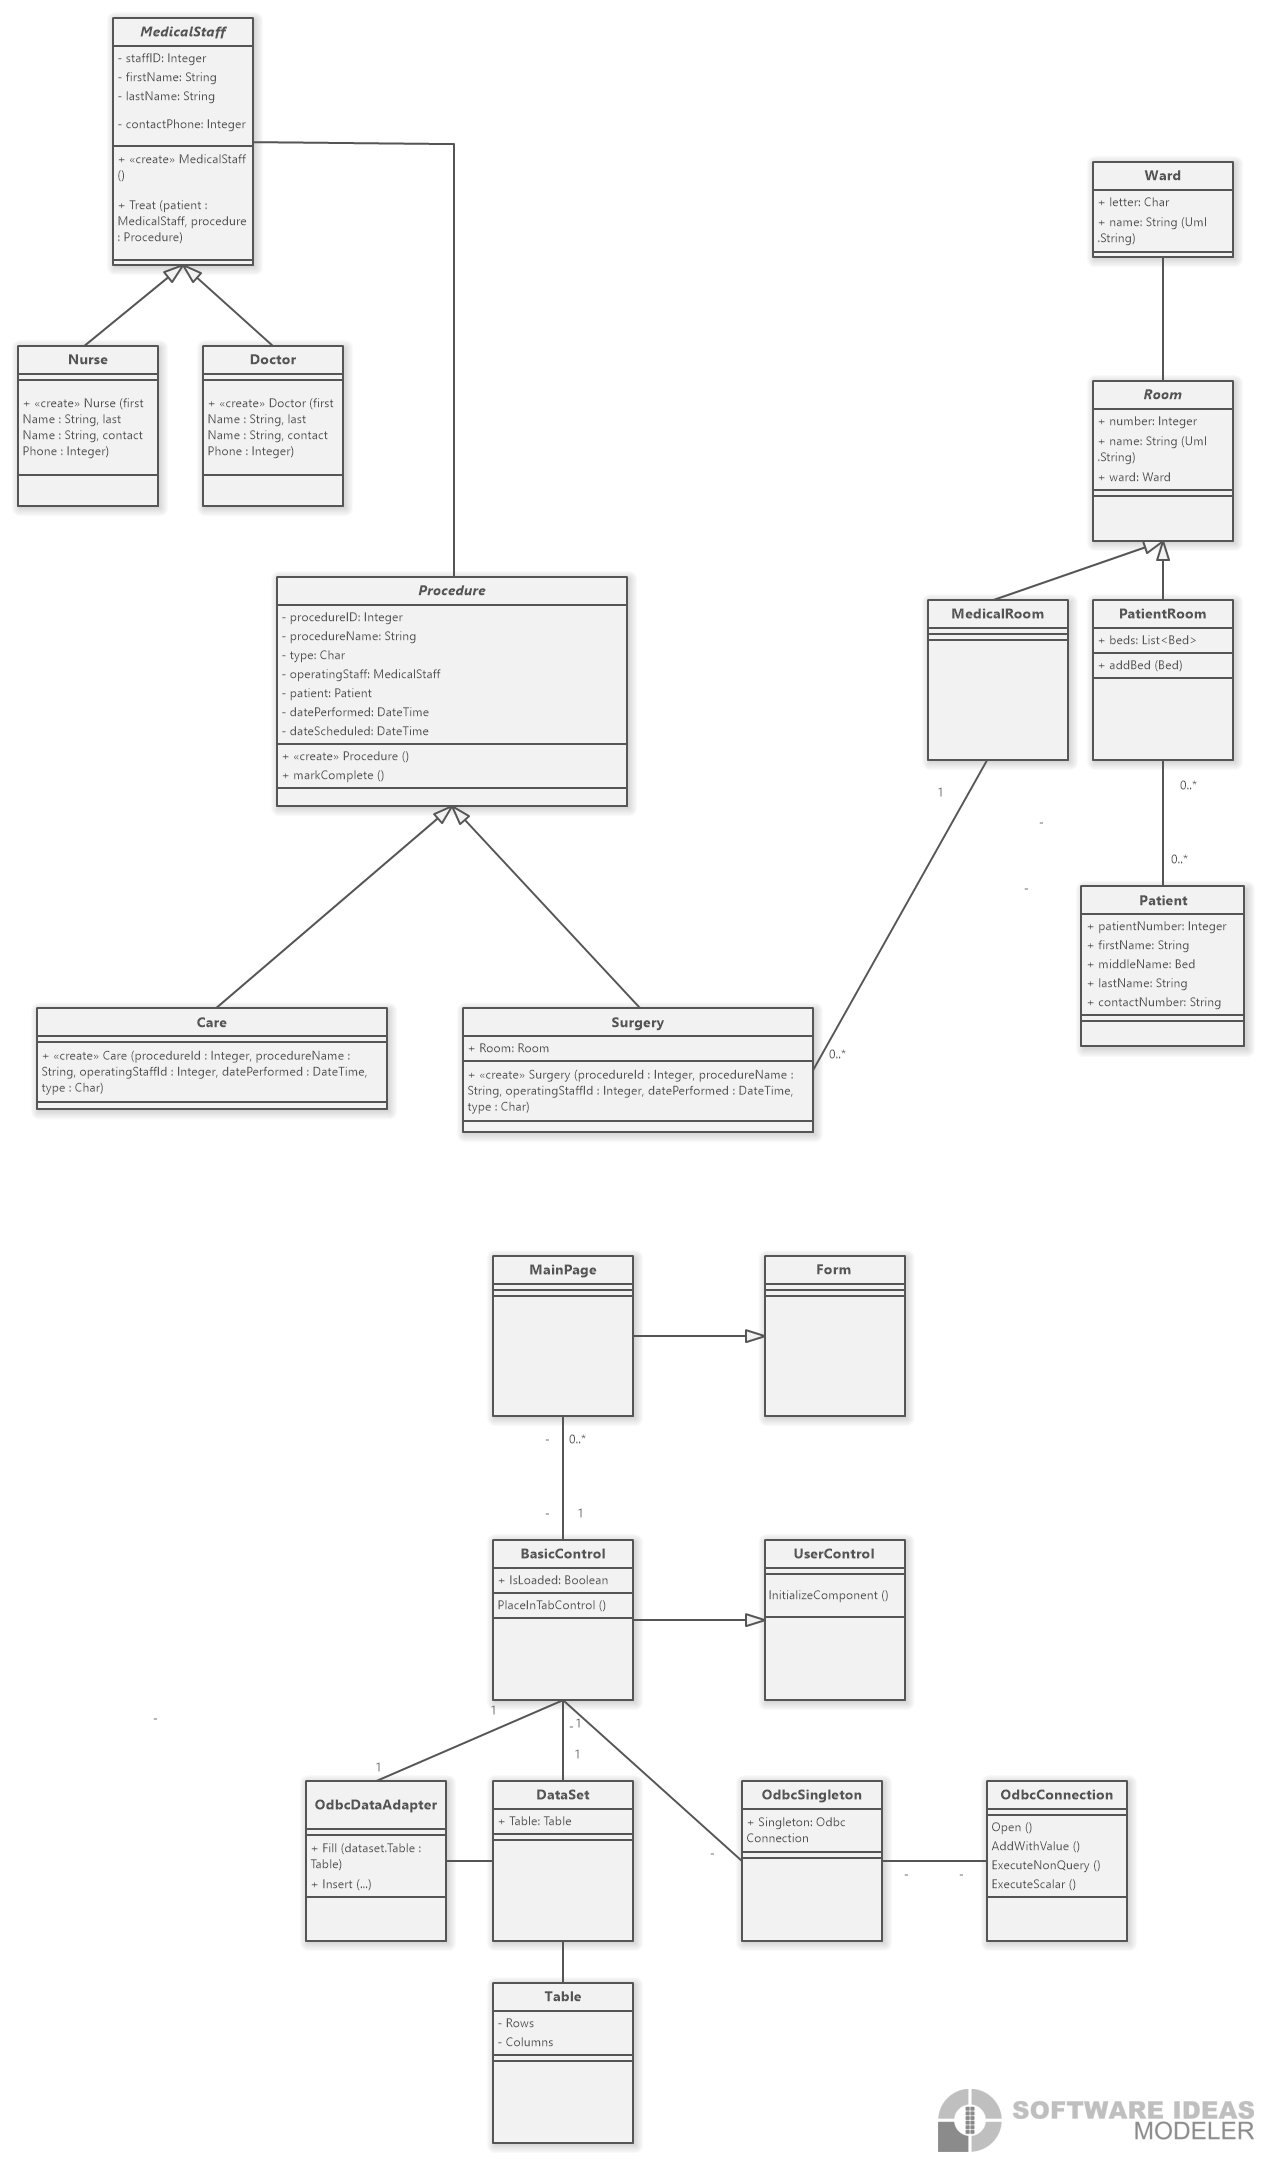 MedicalStaff
- staffID: Integer
- firstName: String
- lastName: String
- contactPhone: Integer
+ «create» MedicalStaff
()
+ Treat (patient :
MedicalStaff, procedure
: Procedure)
Nurse
+ «create» Nurse (first
Name : String, last
Name : String, contact
Phone : Integer)
Doctor
+ «create» Doctor (first
Name : String, last
Name : String, contact
Phone : Integer)
Ward
+ letter: Char
+ name: String (Uml
.String)
Room
+ number: Integer
+ name: String (Uml
.String)
+ ward: Ward
Procedure
- procedureID: Integer
- procedureName: String
- type: Char
- operatingStaff: MedicalStaff
- patient: Patient
- datePerformed: DateTime
- dateScheduled: DateTime
+ «create» Procedure ()
+ markComplete ()
MedicalRoom
PatientRoom
+ beds: List<Bed>
+ addBed (Bed)
1
-
0..*
0..*
-
Patient
+ patientNumber: Integer
+ firstName: String
+ middleName: Bed
+ lastName: String
+ contactNumber: String
Care
+ «create» Care (procedureId : Integer, procedureName :
String, operatingStaffId : Integer, datePerformed : DateTime,
type : Char)
Surgery
+ Room: Room
+ «create» Surgery (procedureId : Integer, procedureName :
String, operatingStaffId : Integer, datePerformed : DateTime,
type : Char)
0..*
MainPage
Form
- 0..*
- 1
BasicControl
+ IsLoaded: Boolean
PlaceInTabControl ()
UserControl
InitializeComponent ()
-
1
-1
1
1
OdbcDataAdapter
+ Fill (dataset.Table :
Table)
+ Insert (...)
DataSet
+ Table: Table
OdbcSingleton
+ Singleton: Odbc
Connection
-
- -
OdbcConnection
Open ()
AddWithValue ()
ExecuteNonQuery ()
ExecuteScalar ()
Table
- Rows
- Columns
SOFTWARE IDEAS
MODELER